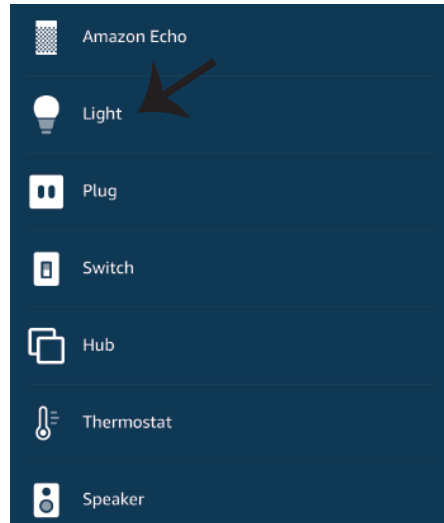 Amazon Echo
Light
Plug
Switch
Hub
Thermostat
Speaker